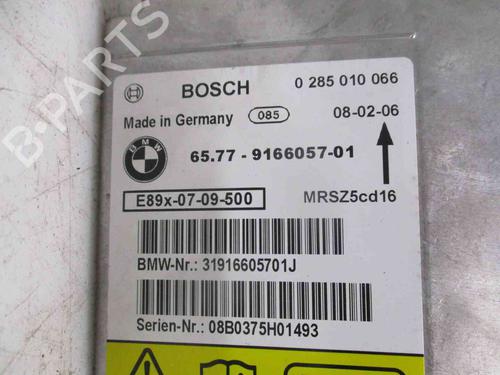 B-PARTS
BOSCH 0 285 010 066
Made in Germany 085 08-02-06
BMW 65.77 - 9166057-01
E89x-07-09-500 MRSZ5cd16
BMW-Nr.: 31916605701J
Serien-Nr.: 08B0375H01493